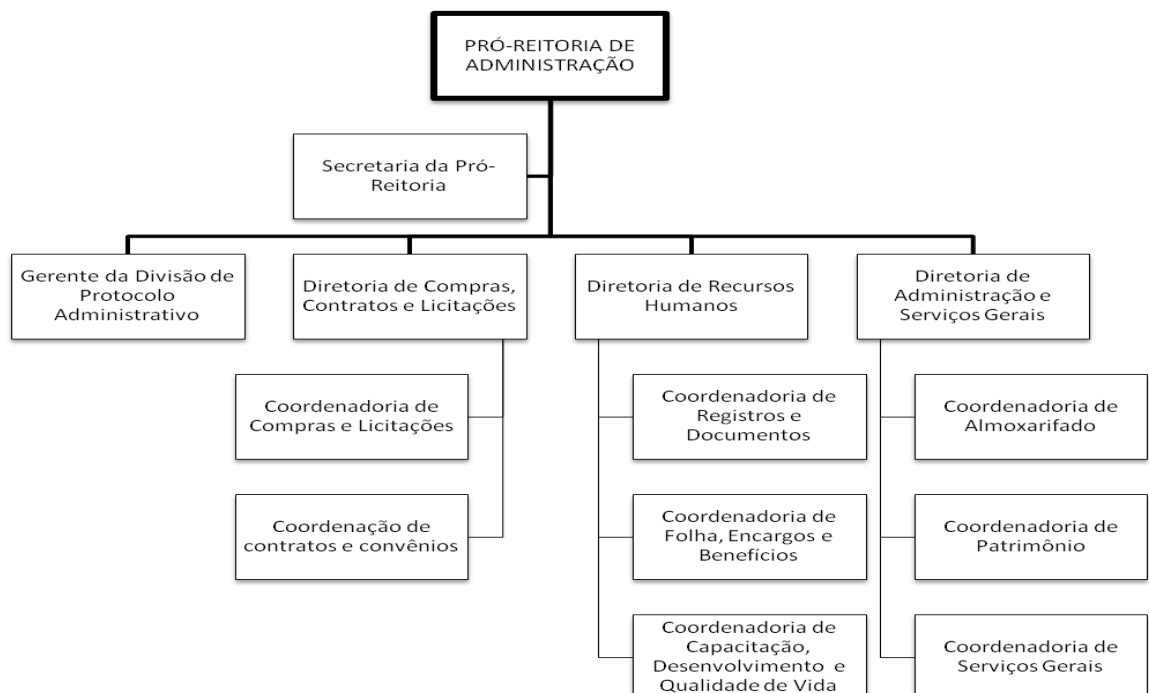 PRÓ-REITORIA DE
ADMINISTRAÇÃO
Secretaria da Pró-
Reitoria
Gerente da Divisão de
Protocolo
Administrativo
Diretoria de Compras,
Contratos e Licitações
Diretoria de Recursos
Humanos
Diretoria de
Administração e
Serviços Gerais
Coordenadoria de
Compras e Licitações
Coordenadoria de
Registros e
Documentos
Coordenadoria de
Almoxarifado
Coordenação de
contratos e convênios
Coordenadoria de
Folha, Encargos e
Benefícios
Coordenadoria de
Patrimônio
Coordenadoria de
Capacitação,
Desenvolvimento e
Qualidade de Vida
Coordenadoria de
Serviços Gerais